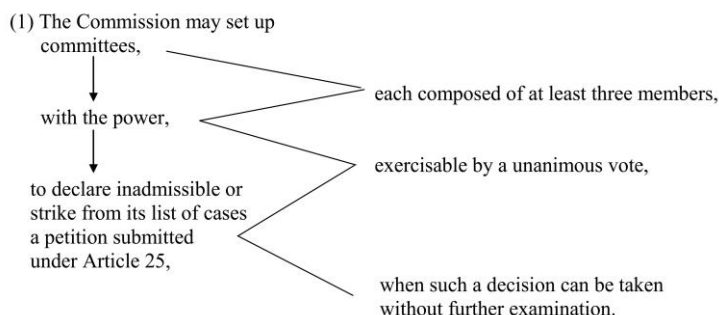 (1) The Commission may set up
committees,
each composed of at least three members,
with the power,
exercisable by a unanimous vote,
to declare inadmissible or
strike from its list of cases
a petition submitted
under Article 25,
when such a decision can be taken
without further examination.